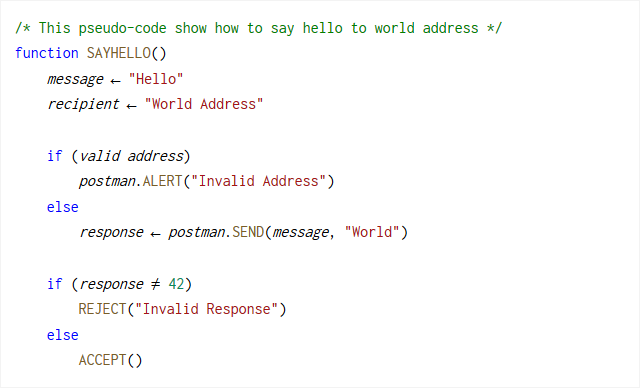 /* This pseudo-code show how to say hello to world address */
function SAYHELLO()
message ← "Hello"
recipient ← "World Address"
if (valid address)
postman.ALERT("Invalid Address")
else
response ← postman.SEND(message, "World")
if (response ≠ 42)
REJECT("Invalid Response")
else
ACCEPT()